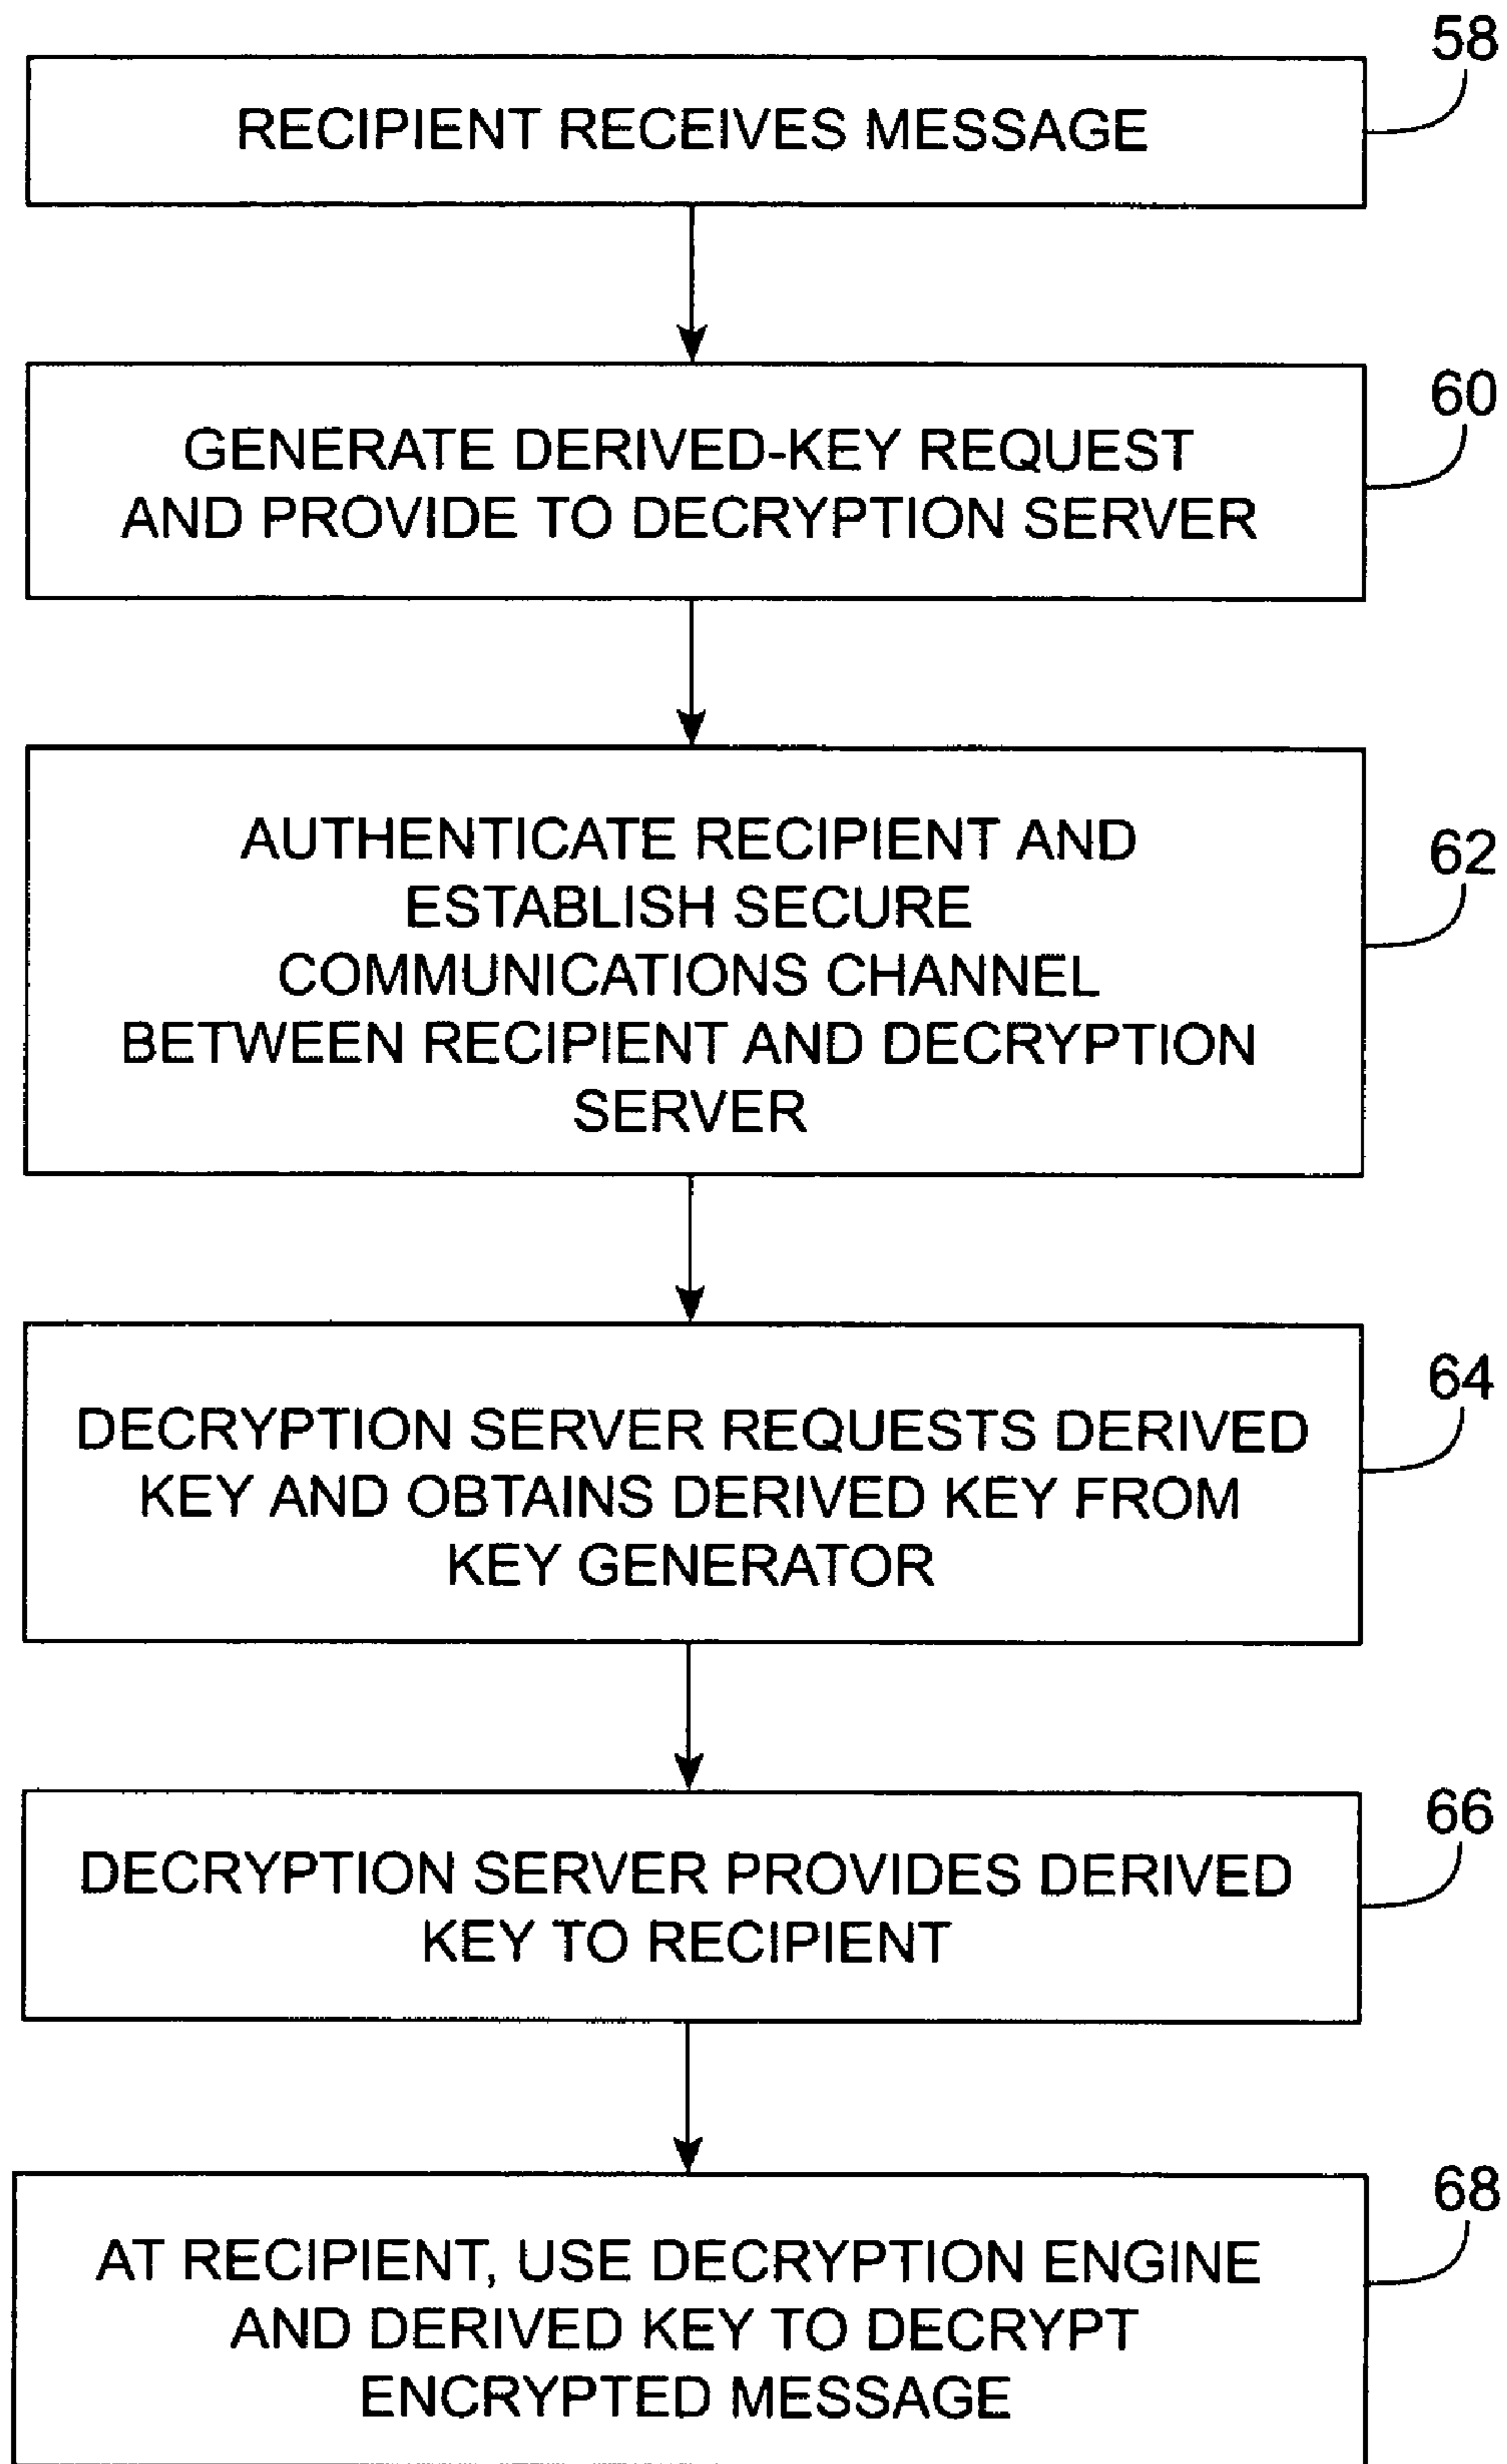 58
RECIPIENT RECEIVES MESSAGE
60
GENERATE DERIVED-KEY REQUEST
AND PROVIDE TO DECRYPTION SERVER
62
AUTHENTICATE RECIPIENT AND
ESTABLISH SECURE
COMMUNICATIONS CHANNEL
BETWEEN RECIPIENT AND DECRYPTION
SERVER
64
DECRYPTION SERVER REQUESTS DERIVED
KEY AND OBTAINS DERIVED KEY FROM
KEY GENERATOR
66
DECRYPTION SERVER PROVIDES DERIVED
KEY TO RECIPIENT
68
AT RECIPIENT, USE DECRYPTION ENGINE
AND DERIVED KEY TO DECRYPT
ENCRYPTED MESSAGE